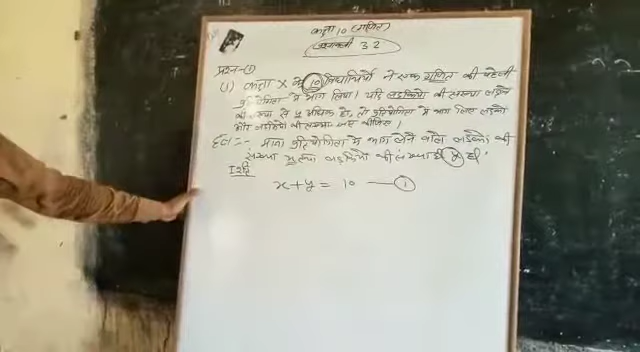 कक्षा 10 (गणित)
प्रश्नावली 3.2
प्रश्न-①
(i) कक्षा X के 10 विद्यार्थियों ने एक गणित की पहेली
प्रतियोगिता में भाग लिया। यदि लड़कियों की संख्या लड़कों
की संख्या से 4 अधिक हो, तो प्रतियोगिता में भाग लिए लड़कों
और लड़कियों की संख्या ज्ञात कीजिए।
हल :- माना प्रतियोगिता में भाग लेने वाले लड़कों की
संख्या लड़कियों की संख्या y है
x+y = 10 — ①